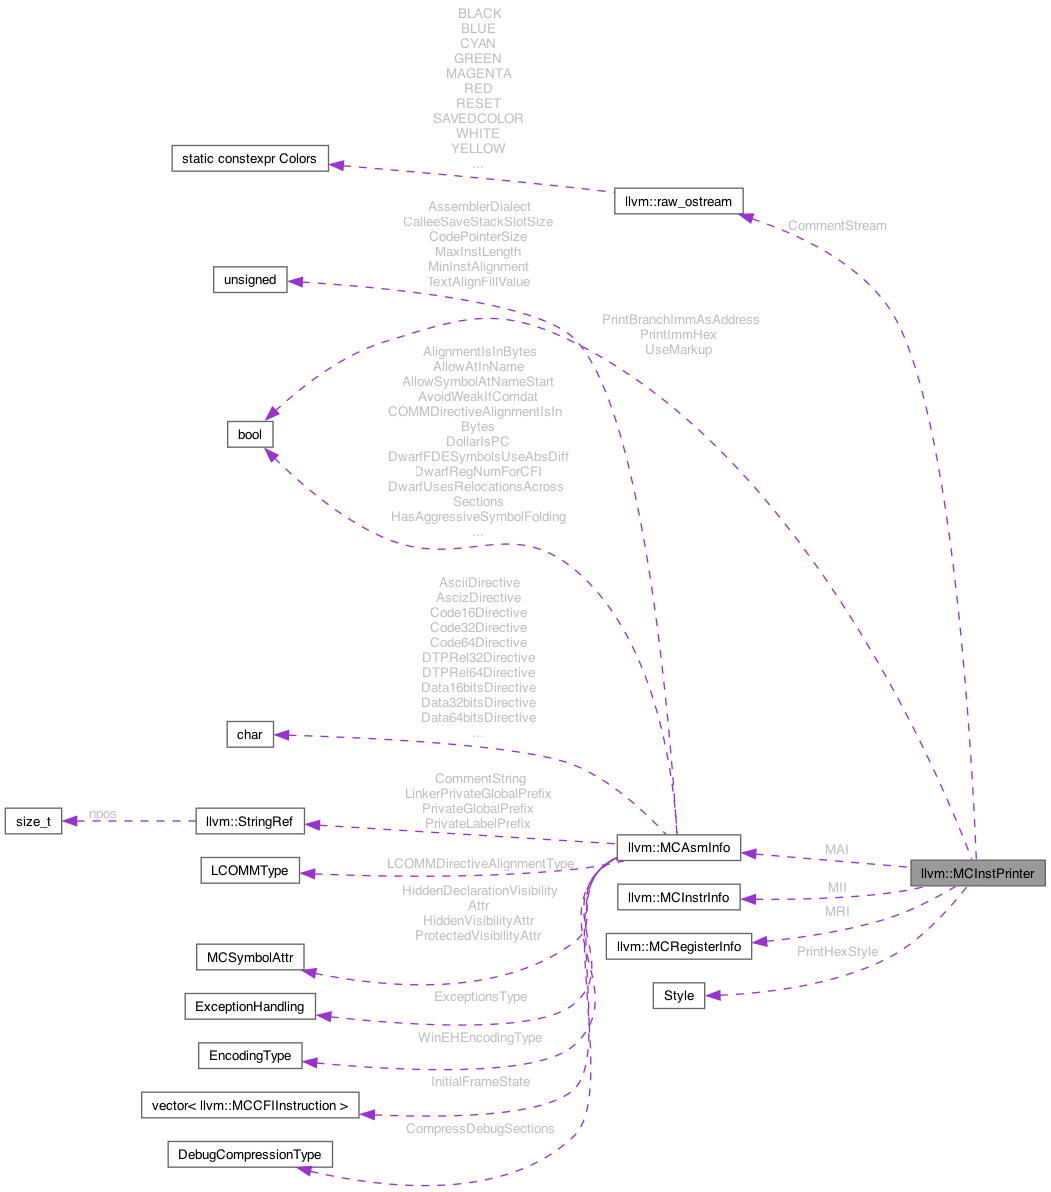 BLACK
BLUE
CYAN
GREEN
MAGENTA
RED
RESET
SAVEDCOLOR
WHITE
YELLOW
...
static constexpr Colors
llvm::raw_ostream
CommentStream
AssemblerDialect
CalleeSaveStackSlotSize
CodePointerSize
MaxInstLength
MinInstAlignment
TextAlignFillValue
unsigned
PrintBranchImmAsAddress
PrintImmHex
UseMarkup
AlignmentIsInBytes
AllowAtInName
AllowSymbolAtNameStart
AvoidWeakIfComdat
COMMDirectiveAlignmentIsIn
Bytes
DollarIsPC
DwarfFDESymbolsUseAbsDiff
DwarfRegNumForCFI
DwarfUsesRelocationsAcross
Sections
HasAggressiveSymbolFolding
...
bool
AsciiDirective
AscizDirective
Code16Directive
Code32Directive
Code64Directive
DTPRel32Directive
DTPRel64Directive
Data16bitsDirective
Data32bitsDirective
Data64bitsDirective
...
char
CommentString
LinkerPrivateGlobalPrefix
PrivateGlobalPrefix
PrivateLabelPrefix
size_t
npos
llvm::StringRef
llvm::MCAsmInfo
MAI
llvm::MCInstPrinter
LCOMMType
LCOMMDirectiveAlignmentType
HiddenDeclarationVisibility
Attr
HiddenVisibilityAttr
ProtectedVisibilityAttr
llvm::MCInstrInfo
MII
MRI
llvm::MCRegisterInfo
PrintHexStyle
MCSymbolAttr
Style
ExceptionHandling
ExceptionsType
EncodingType
WinEHEncodingType
InitialFrameState
vector< llvm::MCCFIInstruction >
CompressDebugSections
DebugCompressionType